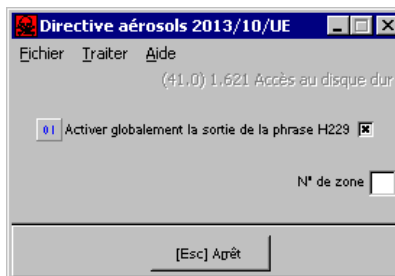 Directive aérosols 2013/10/UE
Fichier Traiter Aide
(41,0) 1.621 Accès au disque dur
01 Activer globalement la sortie de la phrase H229
N° de zone
[Esc] Arrêt